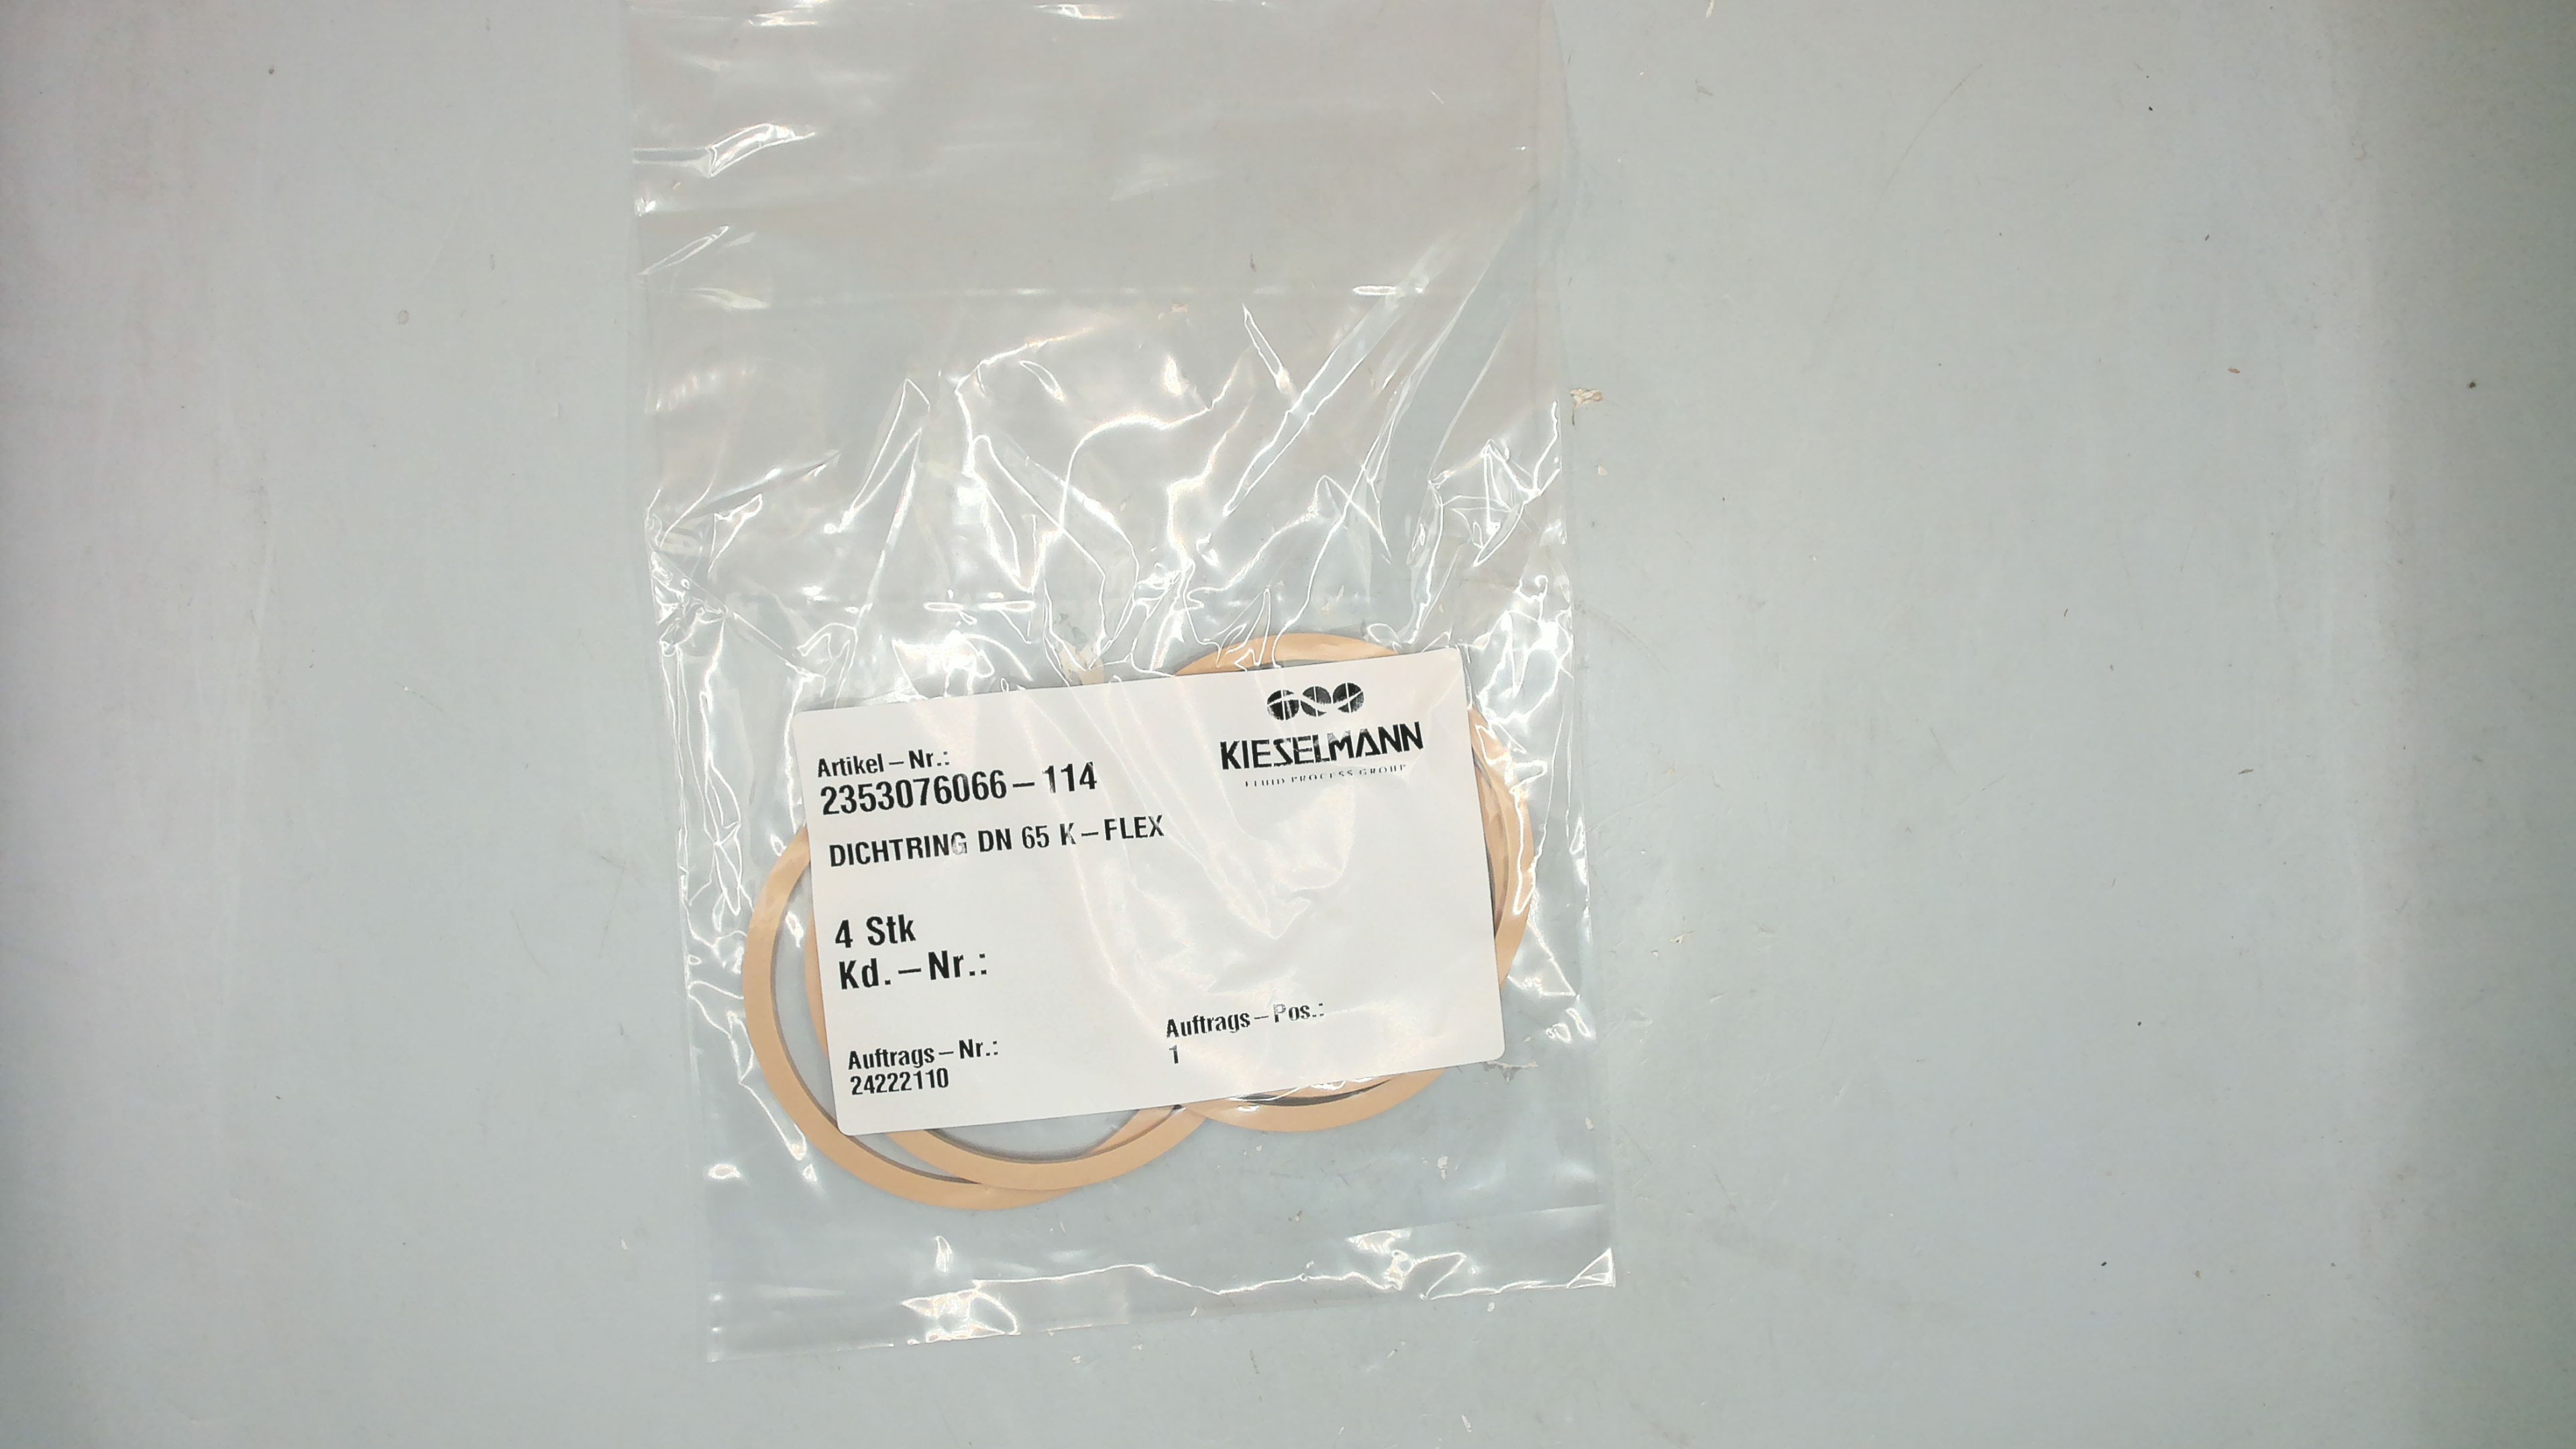 KIESELMANN
FLUID PROCESS GROUP
Artikel-Nr.:
2353076066-114
DICHTRING DN 65 K-FLEX
4 Stk
Kd.-Nr.:
Auftrags-Nr.:
24222110
Auftrags-Pos.:
1